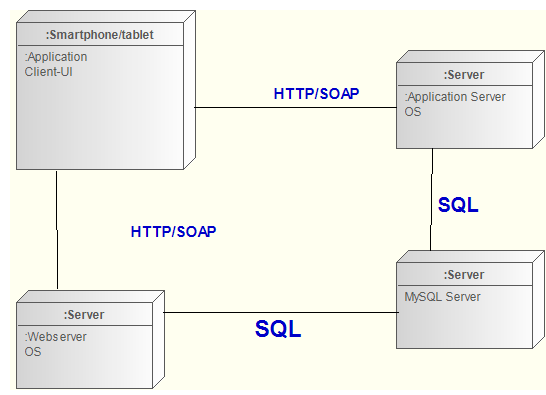 :Smartphone/tablet
:Application
Client-UI
HTTP/SOAP
:Server
:Application Server
OS
SQL
HTTP/SOAP
:Server
MySQL Server
:Server
:Webserver
OS
SQL